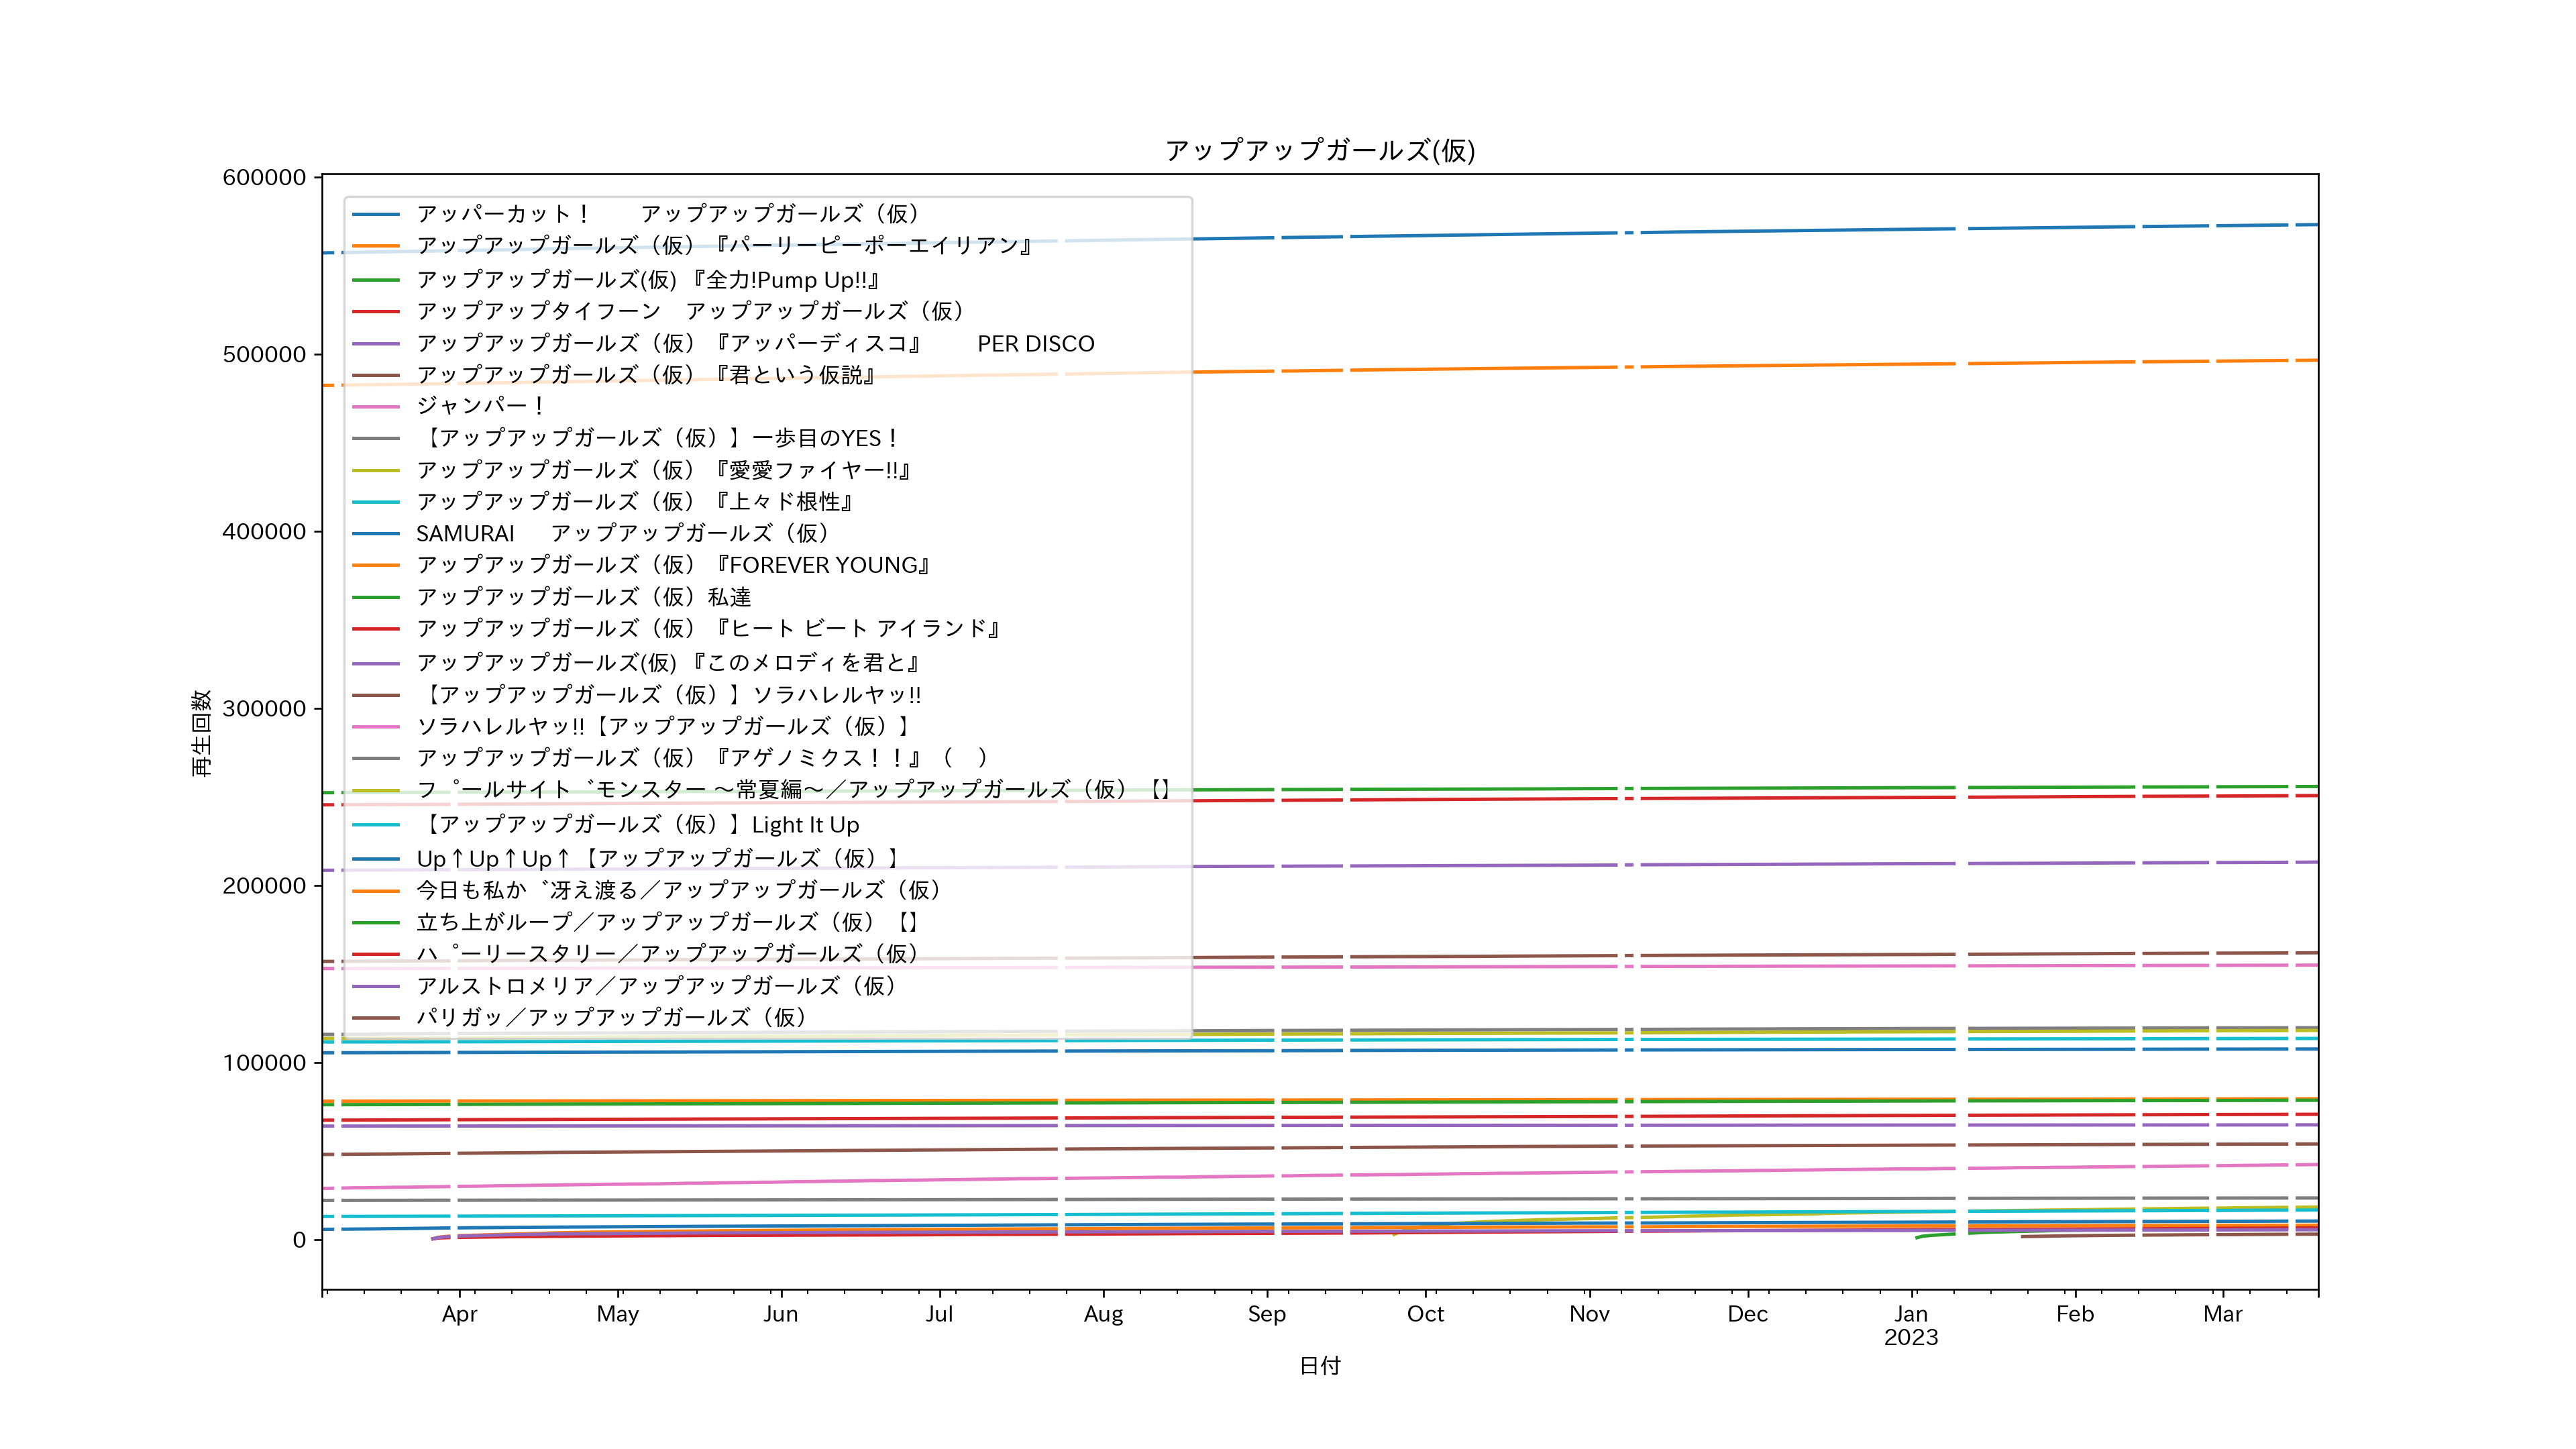 アップアップガールズ(仮)
600000
500000
400000
300000
200000
100000
0
再生回数
アッパーカット！　　アップアップガールズ（仮）
アップアップガールズ（仮）『パーリーピーポーエイリアン』
アップアップガールズ(仮) 『全力!Pump Up!!』
アップアップタイフーン　アップアップガールズ（仮）
アップアップガールズ（仮）『アッパーディスコ』　　PER DISCO
アップアップガールズ（仮）『君という仮説』
ジャンパー！
【アップアップガールズ（仮）】一歩目のYES！
アップアップガールズ（仮）『愛愛ファイヤー!!』
アップアップガールズ（仮）『上々ド根性』
SAMURAI　 アップアップガールズ（仮）
アップアップガールズ（仮）『FOREVER YOUNG』
アップアップガールズ（仮）私達
アップアップガールズ（仮）『ヒート ビート アイランド』
アップアップガールズ(仮) 『このメロディを君と』
【アップアップガールズ（仮）】ソラハレルヤッ!!
ソラハレルヤッ!!【アップアップガールズ（仮）】
アップアップガールズ（仮）『アゲノミクス！！』（　）
フ゜ールサイト゛モンスター 〜常夏編〜／アップアップガールズ（仮）【】
【アップアップガールズ（仮）】Light It Up
Up↑Up↑Up↑【アップアップガールズ（仮）】
今日も私か゛冴え渡る／アップアップガールズ（仮）
立ち上がループ／アップアップガールズ（仮）【】
ハ゜ーリースタリー／アップアップガールズ（仮）
アルストロメリア／アップアップガールズ（仮）
パリガッ／アップアップガールズ（仮）
Apr May Jun Jul Aug Sep Oct Nov Dec Jan Feb Mar
2023
日付